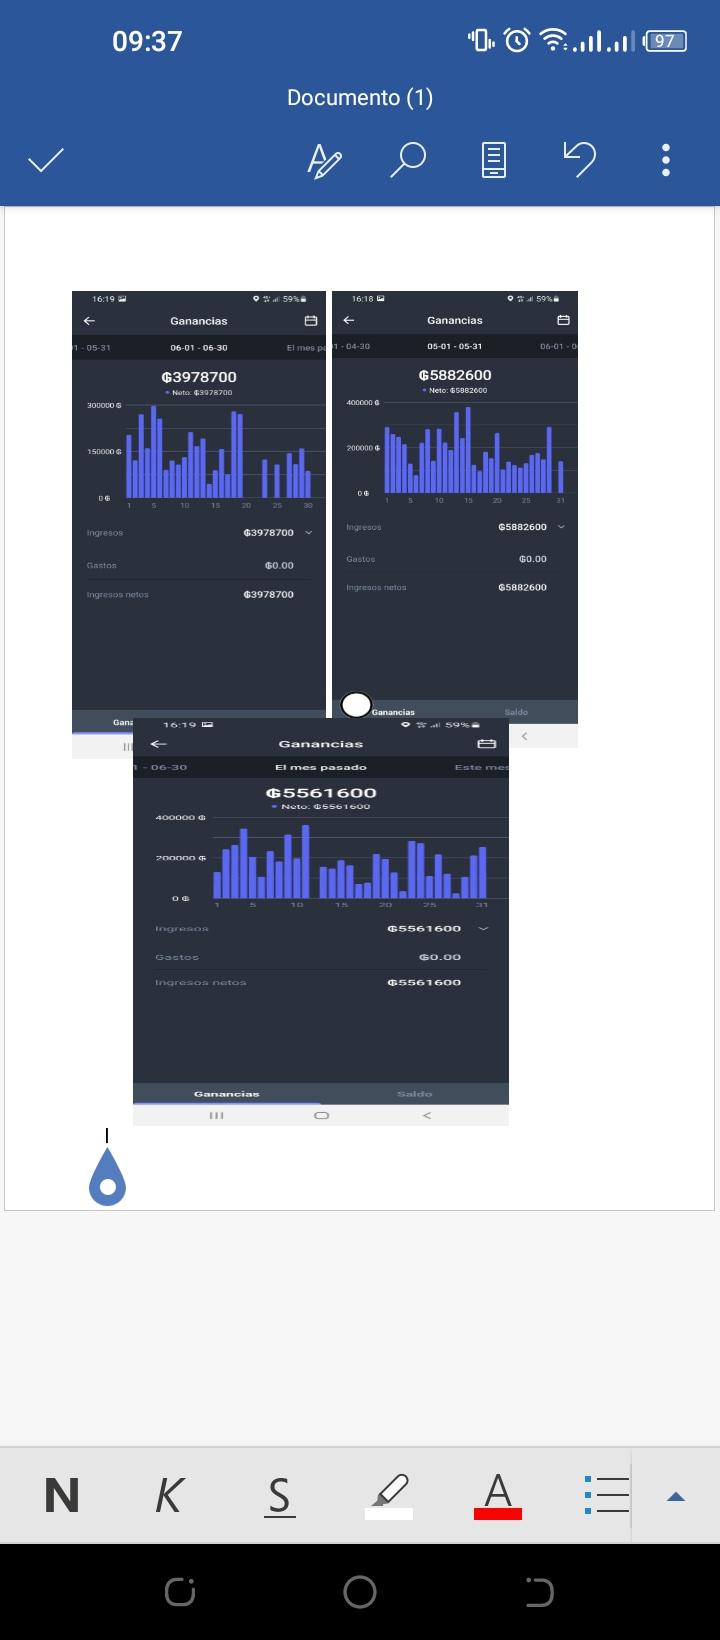 09:37
97
Documento (1)
16:19
59%
Ganancias
1 - 05-31
06-01 - 06-30
El mes pa
₲3978700
Neto: ₲3978700
300000 ₲
150000 ₲
0 ₲
1 5 10 15 20 25 30
Ingresos
₲3978700
Gastos
₲0.00
Ingresos netos
₲3978700
Gana
16:18
59%
Ganancias
1 - 04-30
05-01 - 05-31
06-01 - 0
₲5882600
Neto: ₲5882600
400000 ₲
200000 ₲
0 ₲
1 5 10 15 20 25 31
Ingresos
₲5882600
Gastos
₲0.00
Ingresos netos
₲5882600
Ganancias
Saldo
16:19
59%
Ganancias
1 - 06-30
El mes pasado
Este mes
₲5561600
Neto: ₲5561600
400000 ₲
200000 ₲
0 ₲
1 5 10 15 20 25 31
Ingresos
₲5561600
Gastos
₲0.00
Ingresos netos
₲5561600
Ganancias
Saldo
N K S A